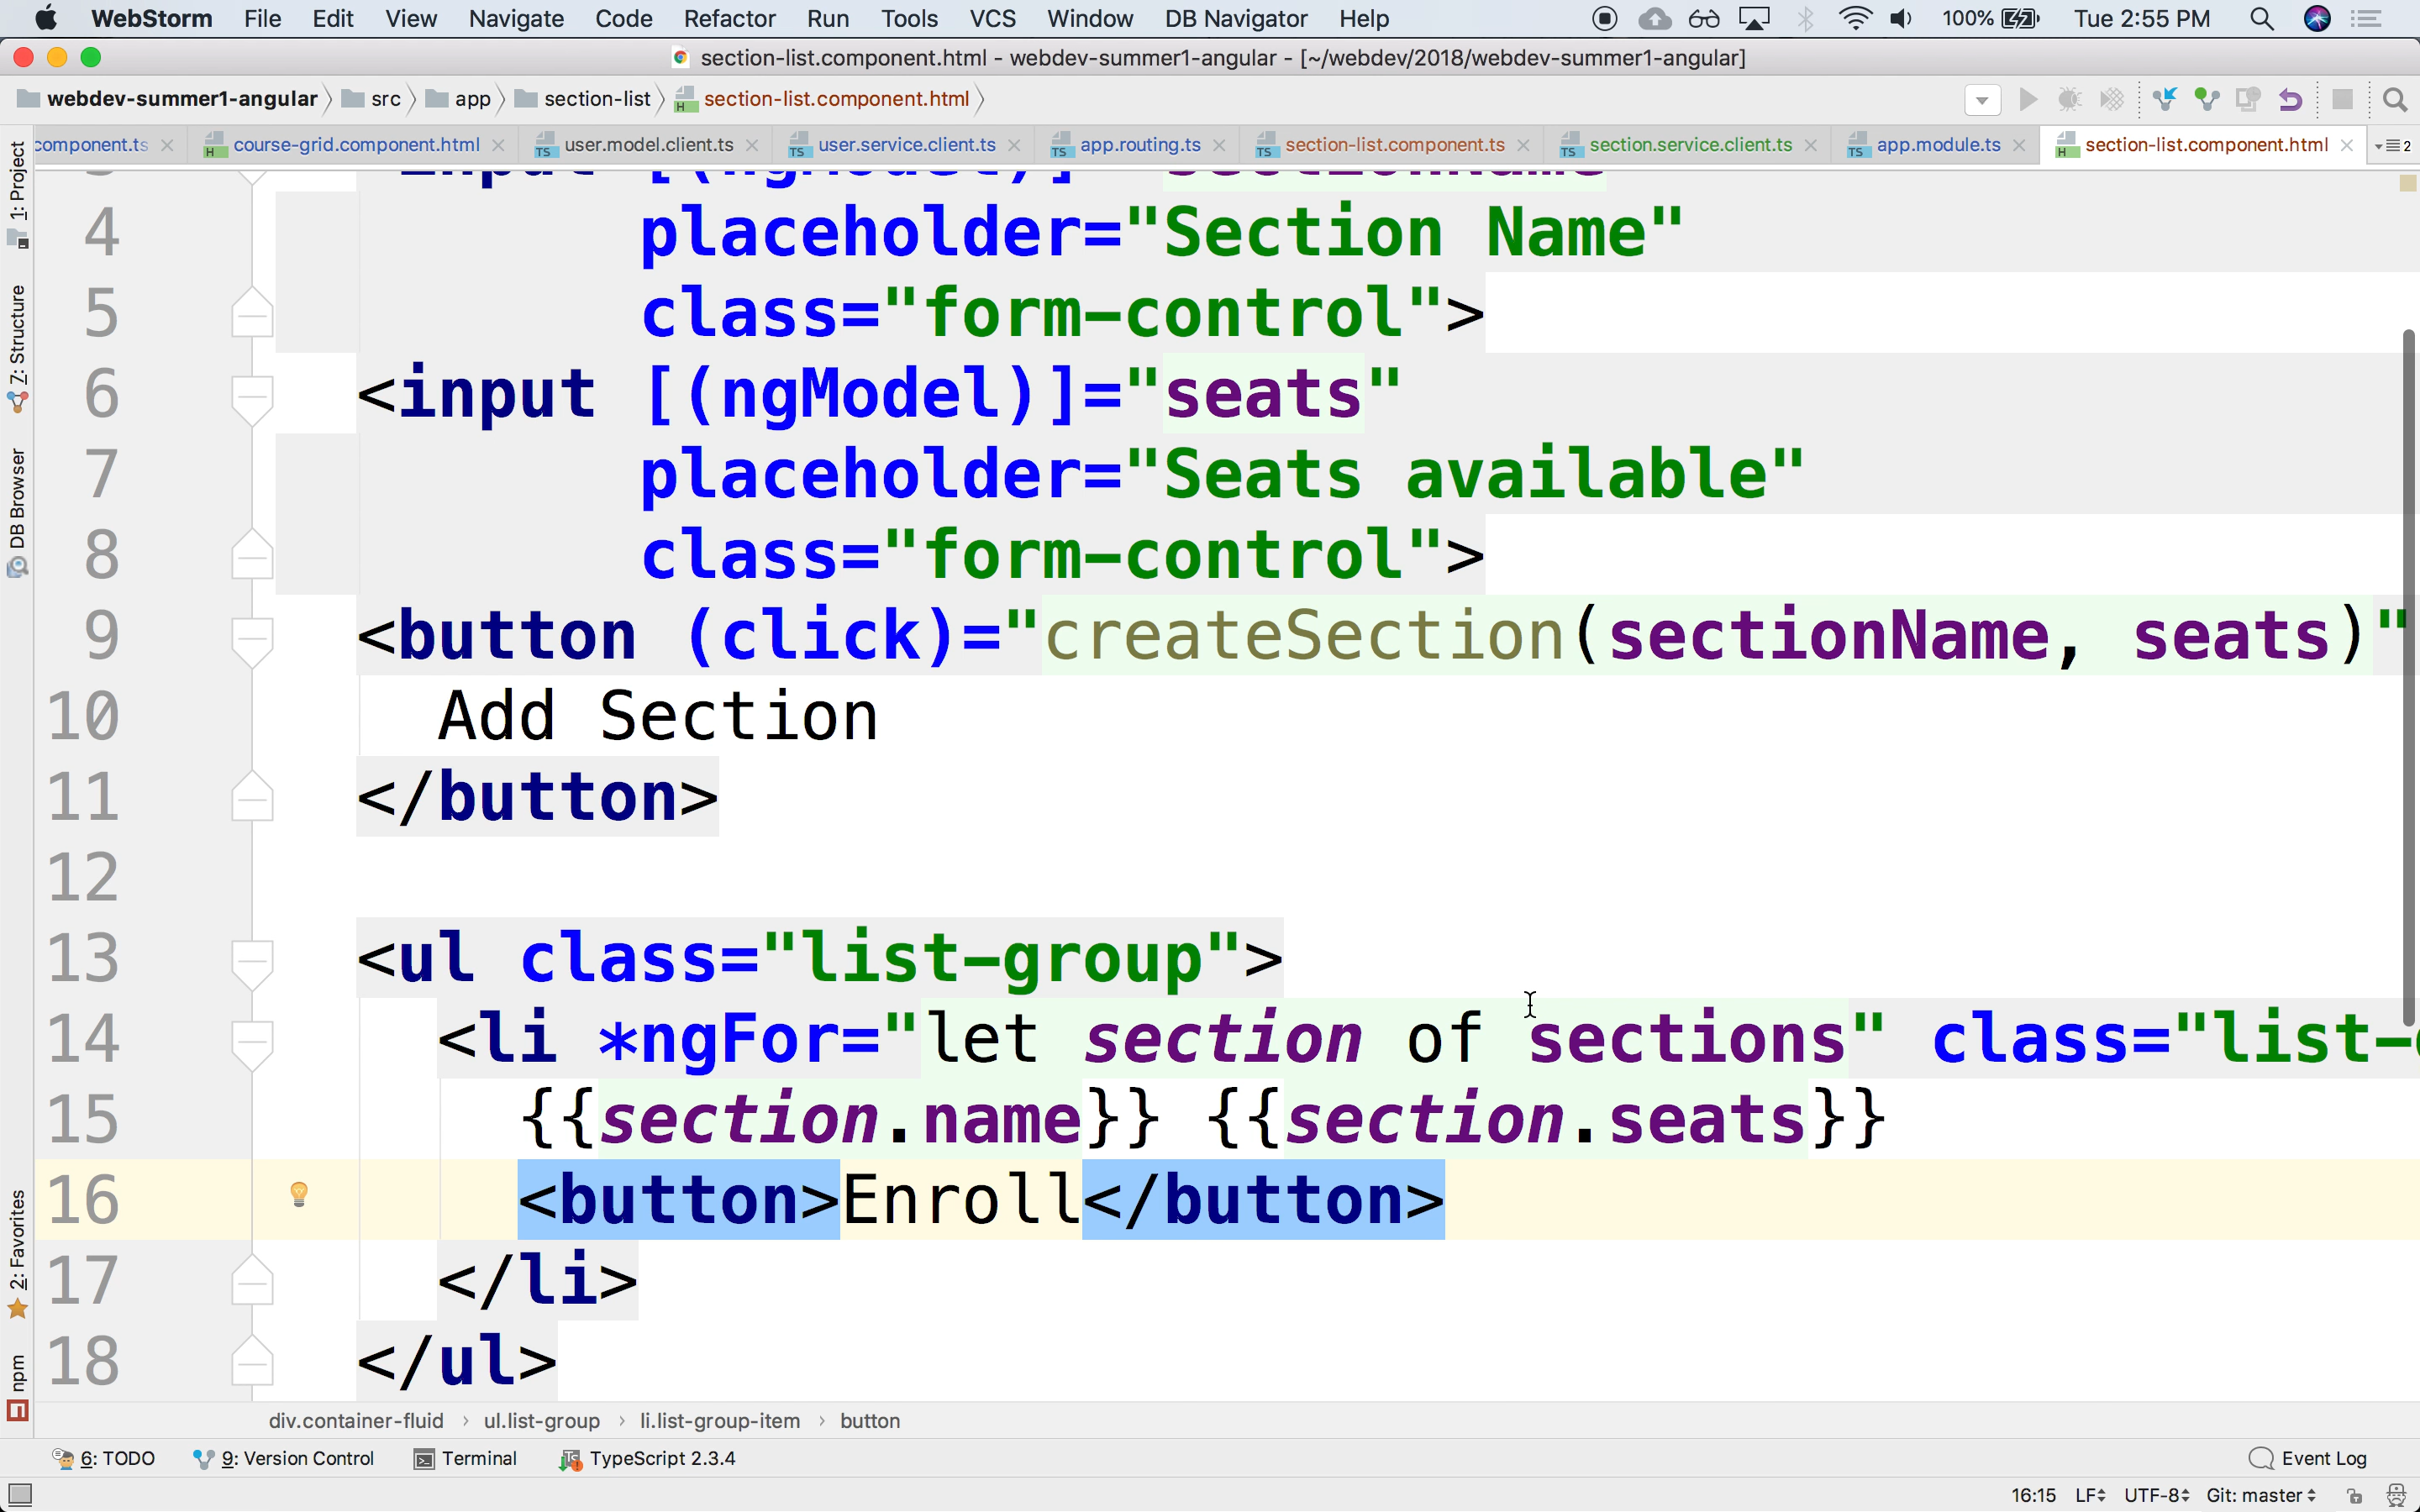 WebStorm File Edit View Navigate Code Refactor Run Tools VCS Window DB Navigator Help 100% Tue 2:55 PM
section-list.component.html - webdev-summer1-angular - [~/webdev/2018/webdev-summer1-angular]
webdev-summer1-angular src app section-list section-list.component.html
component.ts course-grid.component.html user.model.client.ts user.service.client.ts app.routing.ts section-list.component.ts section.service.client.ts app.module.ts section-list.component.html 2
1: Project
7: Structure
DB Browser
2: Favorites
npm
4 placeholder="Section Name"
5 class="form-control">
6 <input [(ngModel)]="seats"
7 placeholder="Seats available"
8 class="form-control">
9 <button (click)="createSection(sectionName, seats)"
10 Add Section
11 </button>
12
13 <ul class="list-group">
14 <li *ngFor="let section of sections" class="list-
15 {{section.name}} {{section.seats}}
16 <button>Enroll</button>
17 </li>
18 </ul>
div.container-fluid › ul.list-group › li.list-group-item › button
6: TODO 9: Version Control Terminal TypeScript 2.3.4 Event Log
16:15 LF UTF-8 Git: master